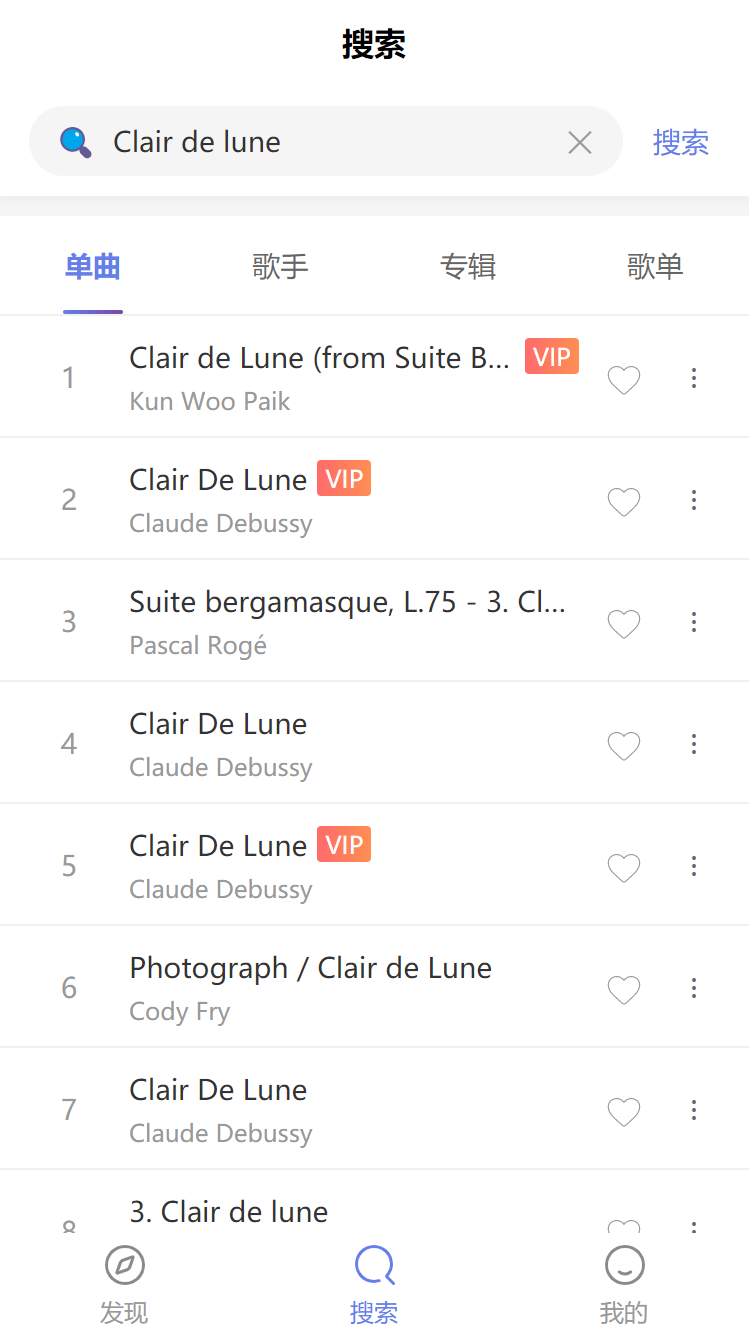 搜索
Clair de lune
搜索
单曲 歌手 专辑 歌单
1
Clair de Lune (from Suite B... VIP
Kun Woo Paik
2
Clair De Lune VIP
Claude Debussy
3
Suite bergamasque, L.75 - 3. Cl...
Pascal Rogé
4
Clair De Lune
Claude Debussy
5
Clair De Lune VIP
Claude Debussy
6
Photograph / Clair de Lune
Cody Fry
7
Clair De Lune
Claude Debussy
8
3. Clair de lune
发现 搜索 我的